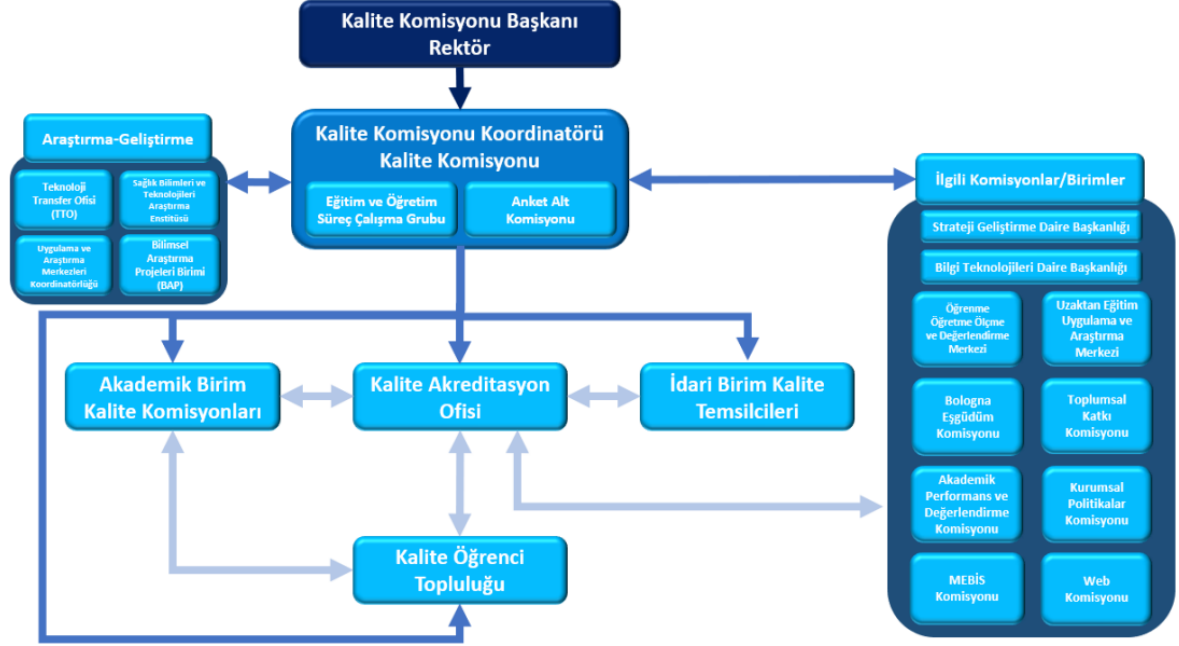 Kalite Komisyonu Başkanı
Rektör
Kalite Komisyonu Koordinatörü
Kalite Komisyonu
Eğitim ve Öğretim
Süreç Çalışma Grubu
Anket Alt
Komisyonu
Araştırma-Geliştirme
Teknoloji
Transfer Ofisi
(TTO)
Sağlık Bilimleri ve
Teknolojileri
Araştırma
Enstitüsü
Uygulama ve
Araştırma
Merkezleri
Koordinatörlüğü
Bilimsel
Araştırma
Projeleri Birimi
(BAP)
İlgili Komisyonlar/Birimler
Strateji Geliştirme Daire Başkanlığı
Bilgi Teknolojileri Daire Başkanlığı
Öğrenme
Öğretme Ölçme
ve Değerlendirme
Merkezi
Uzaktan Eğitim
Uygulama ve
Araştırma
Merkezi
Bologna
Eşgüdüm
Komisyonu
Toplumsal
Katkı
Komisyonu
Akademik
Performans ve
Değerlendirme
Komisyonu
Kurumsal
Politikalar
Komisyonu
MEBİS
Komisyonu
Web
Komisyonu
Akademik Birim
Kalite Komisyonları
Kalite Akreditasyon
Ofisi
İdari Birim Kalite
Temsilcileri
Kalite Öğrenci
Topluluğu